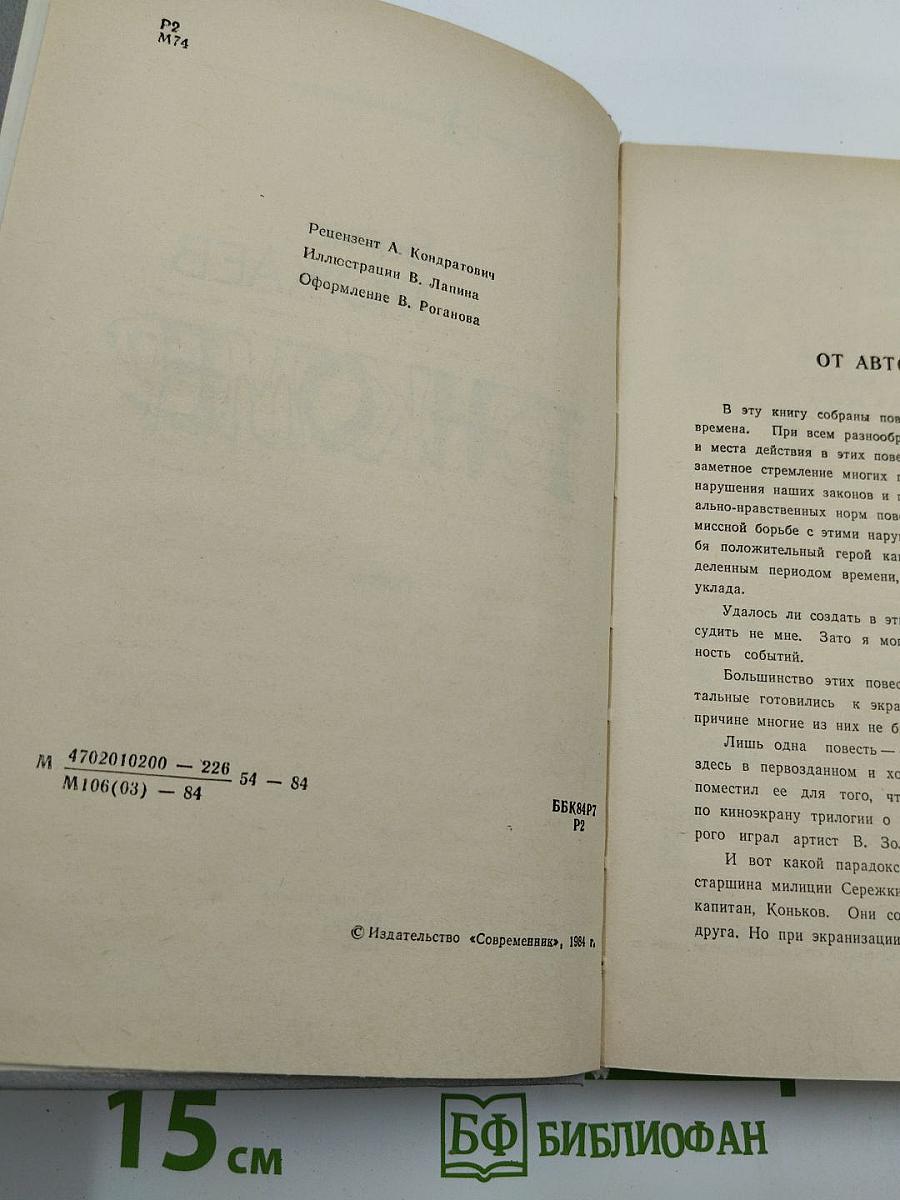 Р2
М74
Рецензент А. Кондратович
Иллюстрации В. Лапина
Оформление В. Роганова
М 4702010200 — 226 54 — 84
М106(03) — 84
ББК84Р7
Р2
© Издательство «Современник», 1984 г.
ОТ АВТО
В эту книгу собраны пов
времена. При всем разнообр
и места действия в этих пове
заметное стремление многих
нарушения наших законов и
ально-нравственных норм пов
миссной борьбе с этими нару
бя положительный герой ка
деленным периодом времени,
уклада.
Удалось ли создать в эт
судить не мне. Зато я мо
ность событий.
Большинство этих повес
тальные готовились к экра
причине многие из них не б
Лишь одна повесть —
здесь в первозданном и хо
поместил ее для того, чт
по киноэкрану трилогии о
рого играл артист В. Зол
И вот какой парадокс
старшина милиции Сережк
капитан, Коньков. Они со
друга. Но при экранизации
15 см
БФ БИБЛИОФАН